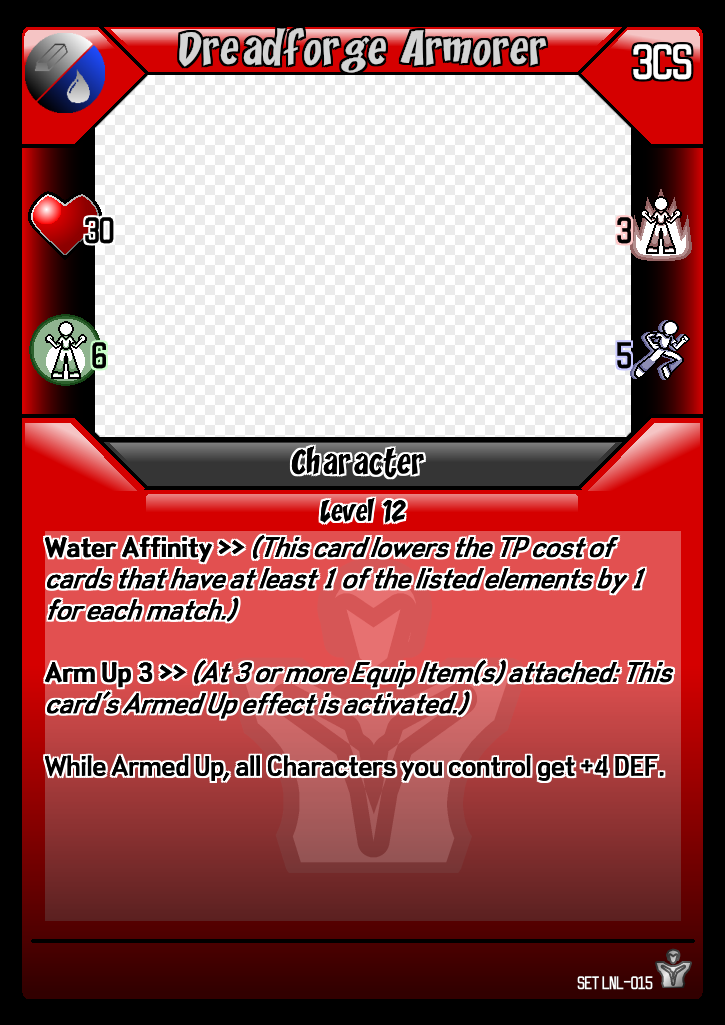 Dreadforge Armorer
3CS
30
3
6
5
Character
Level 12
Water Affinity >> (This card lowers the TP cost of
cards that have at least 1 of the listed elements by 1
for each match.)
Arm Up 3 >> (At 3 or more Equip Item(s) attached: This
card's Armed Up effect is activated.)
While Armed Up, all Characters you control get +4 DEF.
SET LNL-015